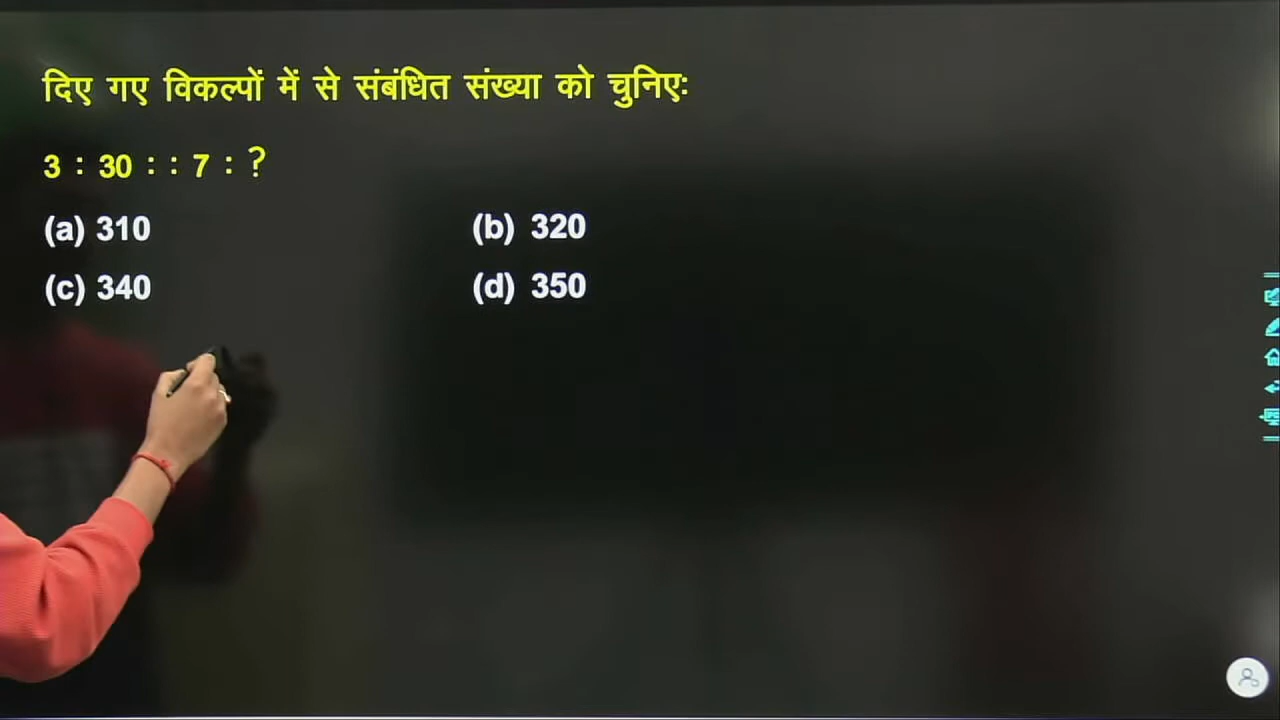 दिए गए विकल्पों में से संबंधित संख्या को चुनिए:
3 : 30 : : 7 : ?
(a) 310 (b) 320
(c) 340 (d) 350